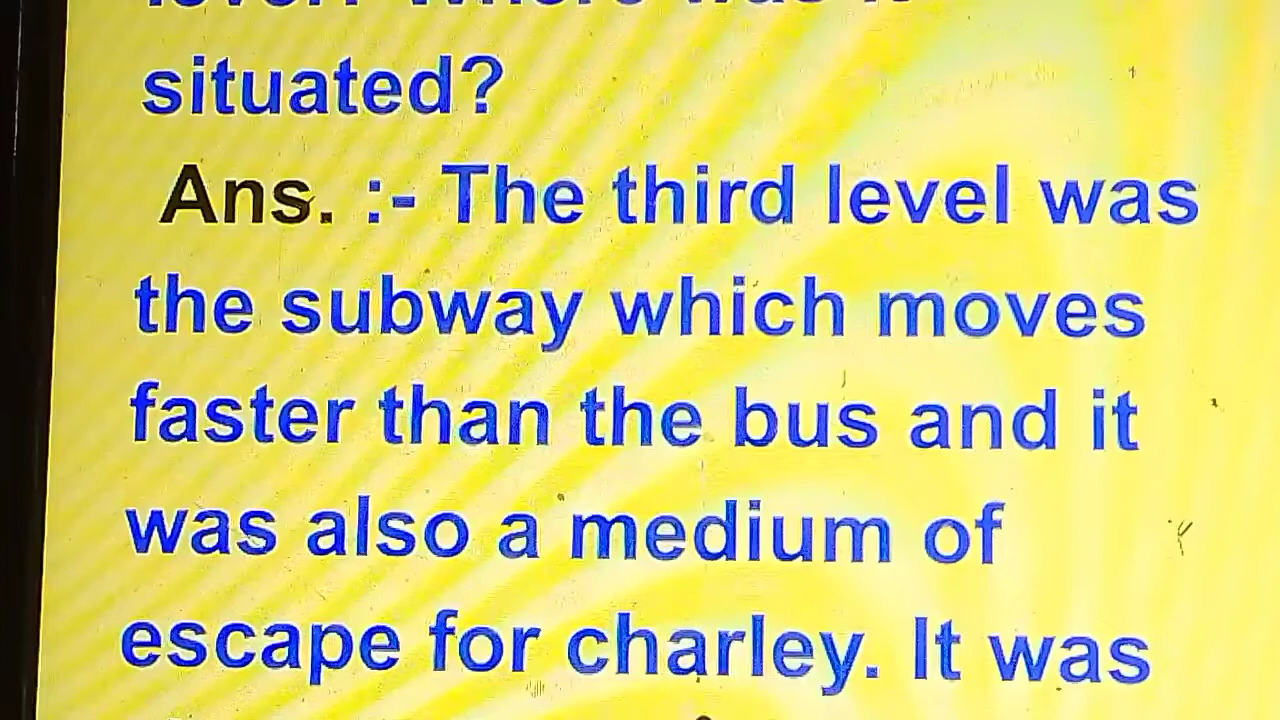 situated?
Ans. :- The third level was
the subway which moves
faster than the bus and it
was also a medium of
escape for charley. It was